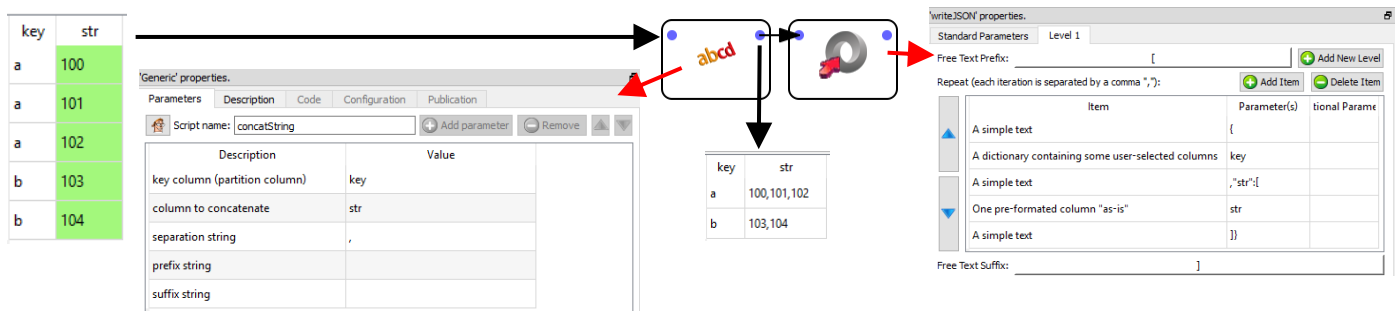 key str
a 100
a 101
a 102
b 103
b 104
'Generic' properties.
Parameters Description Code Configuration Publication
Script name: concatString Add parameter Remove
Description Value
key column (partition column) key
column to concatenate str
separation string ,
prefix string
suffix string
abcd
key str
a 100,101,102
b 103,104
'writeJSON' properties.
Standard Parameters Level 1
Free Text Prefix: [ Add New Level
Repeat (each iteration is separated by a comma ","): Add Item Delete Item
Item Parameter(s) tional Parame
A simple text {
A dictionary containing some user-selected columns key
A simple text ,"str":[
One pre-formated column "as-is" str
A simple text ]}
Free Text Suffix: ]